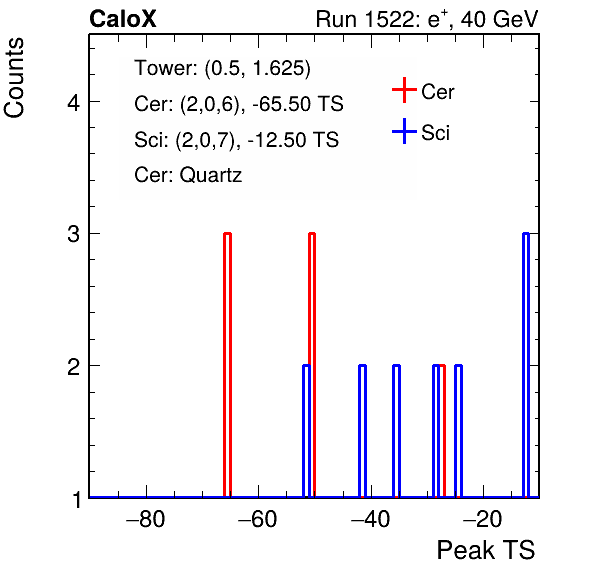 CaloX Run 1522: e⁺, 40 GeV
Counts
Tower: (0.5, 1.625)
Cer: (2,0,6), -65.50 TS
Sci: (2,0,7), -12.50 TS
Cer: Quartz
Cer
Sci
4
3
2
1
−80 −60 −40 −20
Peak TS